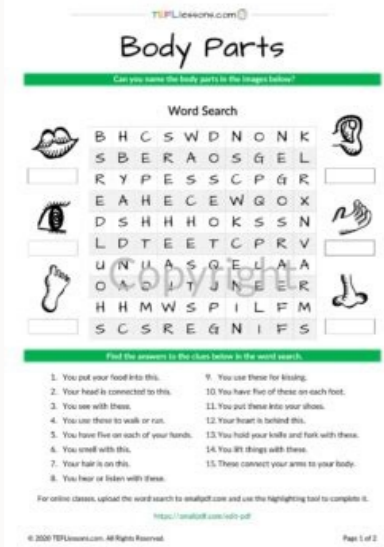 TEFLlessons.com
Body Parts
Can you name the body parts in the images below?
Word Search
B H C S W D N O N K
S B E R A O S G E L
R Y P E S S C P G R
E A H E C E W Q O X
D S H H H O K S S N
L D T E E T C P R V
U N U A S Q E L A A
O A O I T J N E E R
H H M W S P I L F M
S C S R E G N I F S
Copyright
Find the answers to the clues below in the word search.
1. You put your food into this.
2. Your head is connected to this.
3. You see with these.
4. You use these to walk or run.
5. You have five on each of your hands.
6. You smell with this.
7. Your hair is on this.
8. You hear or listen with these.
9. You use these for kissing.
10. You have five of these on each foot.
11. You put these into your shoes.
12. Your heart is behind this.
13. You hold your knife and fork with these.
14. You lift things with these.
15. These connect your arms to your body.
For online classes, upload the word search to smallpdf.com and use the highlighting tool to complete it.
https://smallpdf.com/edit-pdf
© 2020 TEFLlessons.com. All Rights Reserved.
Page 1 of 2